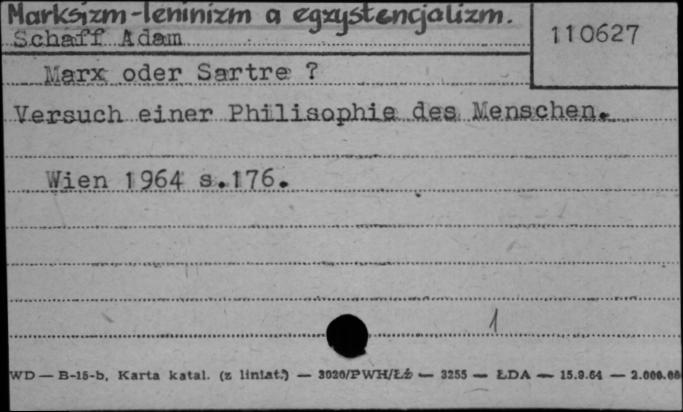 Marksizm-leninizm a egzystencjalizm.
Schaff Adam
110627
Marx oder Sartre ?
Versuch einer Philisophie des Menschen.
Wien 1964 s.176.
1
WD — B-15-b, Karta katal. (z liniat.) — 3020/PWH/Łź — 3255 — ŁDA — 15.9.64 — 2.000.00